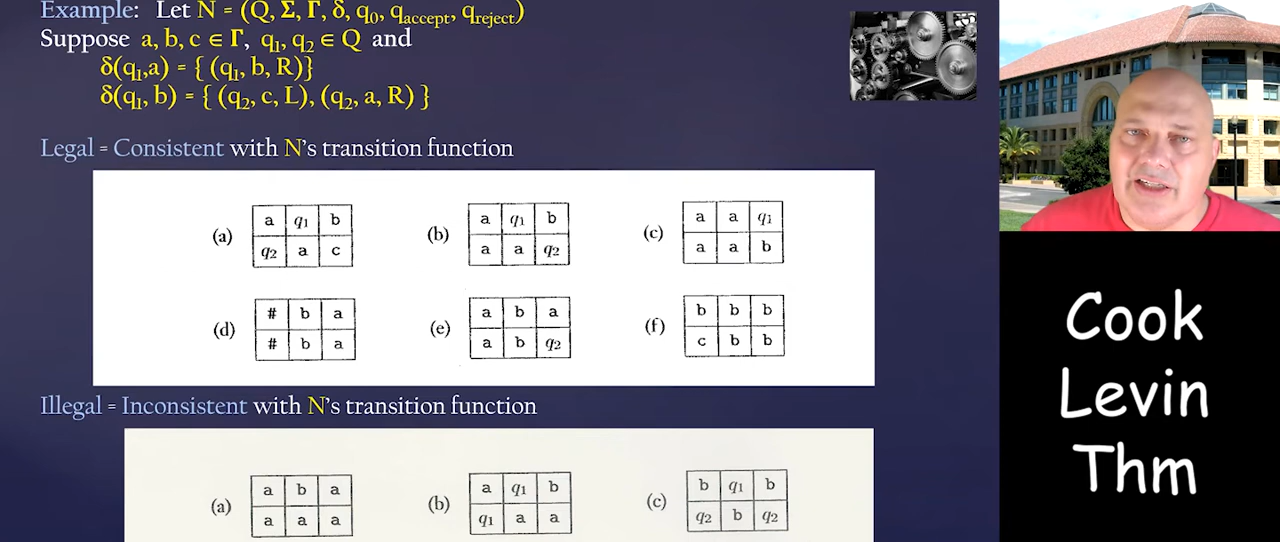 Example: Let N = (Q, Σ, Γ, δ, q₀, q_accept, q_reject)
Suppose a, b, c ∈ Γ, q₁, q₂ ∈ Q and
δ(q₁,a) = { (q₁, b, R)}
δ(q₁, b) = { (q₂, c, L), (q₂, a, R) }
Legal = Consistent with N's transition function
(a)
a q₁ b
q₂ a c
(b)
a q₁ b
a a q₂
(c)
a a q₁
a a b
(d)
# b a
# b a
(e)
a b a
a b q₂
(f)
b b b
c b b
Illegal = Inconsistent with N's transition function
(a)
a b a
a a a
(b)
a q₁ b
q₁ a a
(c)
b q₁ b
q₂ b q₂
Cook
Levin
Thm